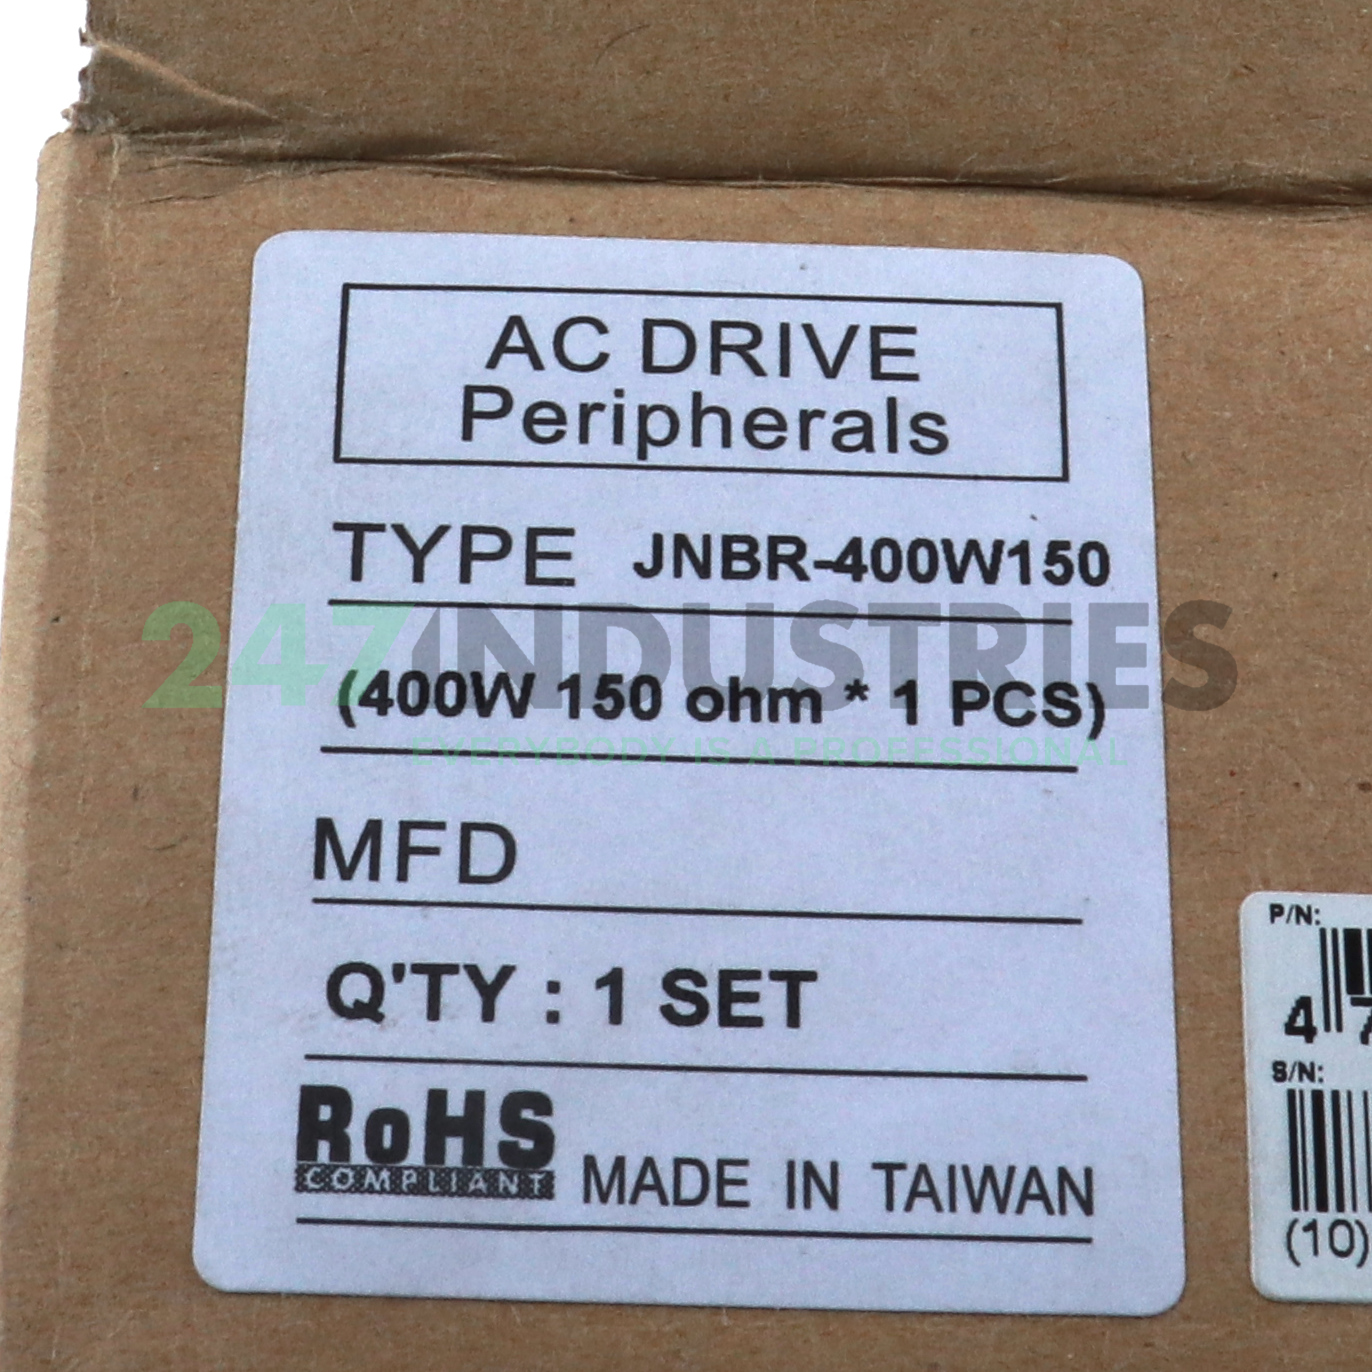 AC DRIVE
Peripherals
TYPE JNBR-400W150
247INDUSTRIES
(400W 150 ohm * 1 PCS)
EVERYBODY IS A PROFESSIONAL
MFD
Q'TY : 1 SET
RoHS
COMPLIANT
MADE IN TAIWAN
P/N:
4
S/N:
(10)